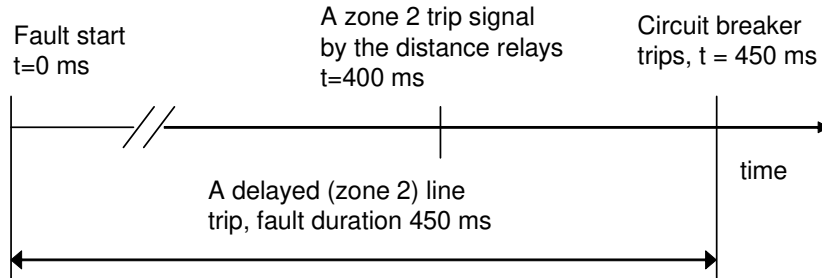 Fault start
t=0 ms
A zone 2 trip signal
by the distance relays
t=400 ms
Circuit breaker
trips, t = 450 ms
time
A delayed (zone 2) line
trip, fault duration 450 ms